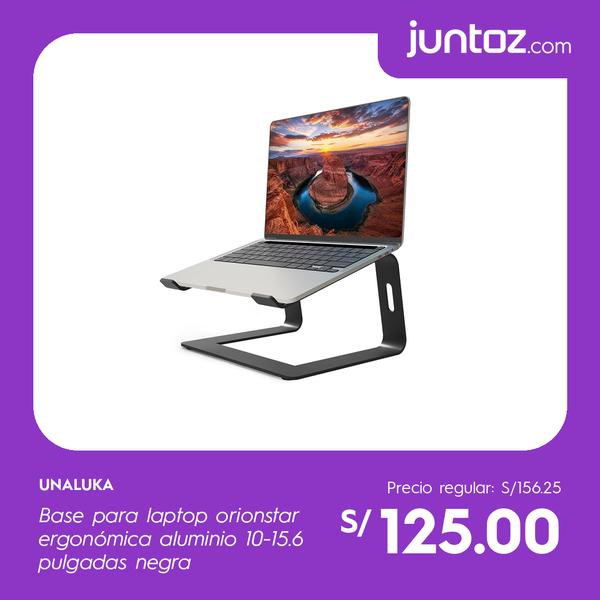 juntoz.com
UNALUKA
Base para laptop orionstar
ergonómica aluminio 10-15.6
pulgadas negra
Precio regular: S/156.25
S/125.00